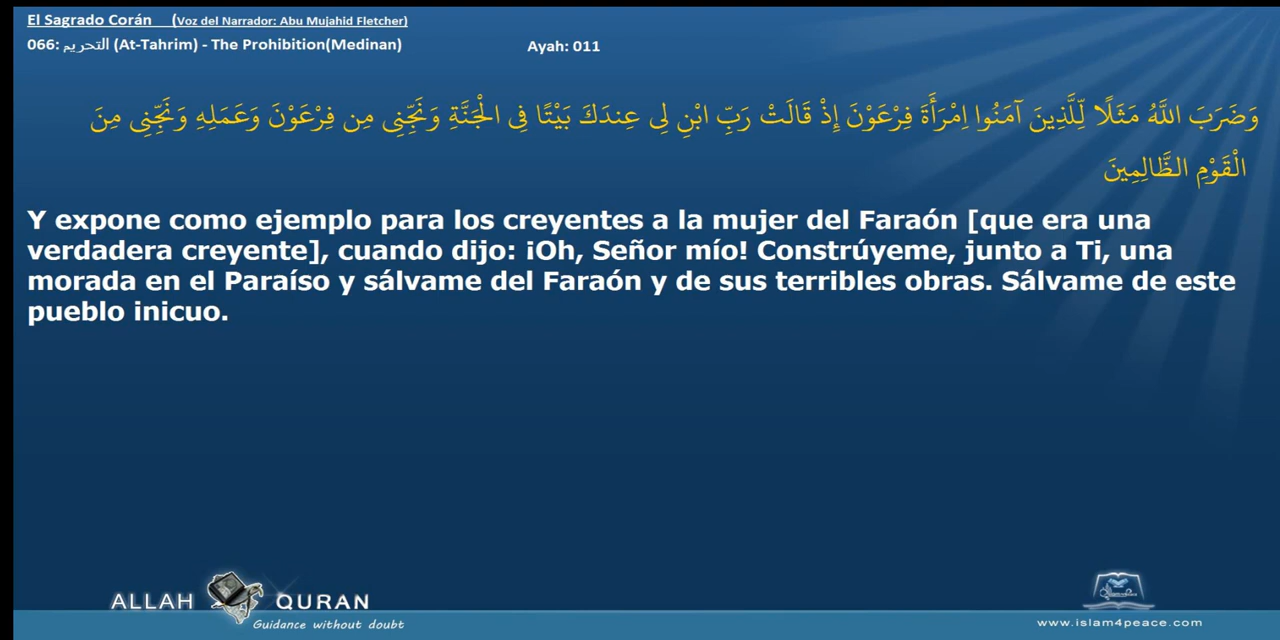 El Sagrado Corán (Voz del Narrador: Abu Mujahid Fletcher)
066: التحريم (At-Tahrim) - The Prohibition(Medinan) Ayah: 011
وَضَرَبَ اللَّهُ مَثَلًا لِّلَّذِينَ آمَنُوا امْرَأَةَ فِرْعَوْنَ إِذْ قَالَتْ رَبِّ ابْنِ لِي عِندَكَ بَيْتًا فِي الْجَنَّةِ وَنَجِّنِي مِن فِرْعَوْنَ وَعَمَلِهِ وَنَجِّنِي مِنَ
الْقَوْمِ الظَّالِمِينَ
Y expone como ejemplo para los creyentes a la mujer del Faraón [que era una
verdadera creyente], cuando dijo: ¡Oh, Señor mío! Constrúyeme, junto a Ti, una
morada en el Paraíso y sálvame del Faraón y de sus terribles obras. Sálvame de este
pueblo inicuo.
ALLAH QURAN
Guidance without doubt
www.islam4peace.com